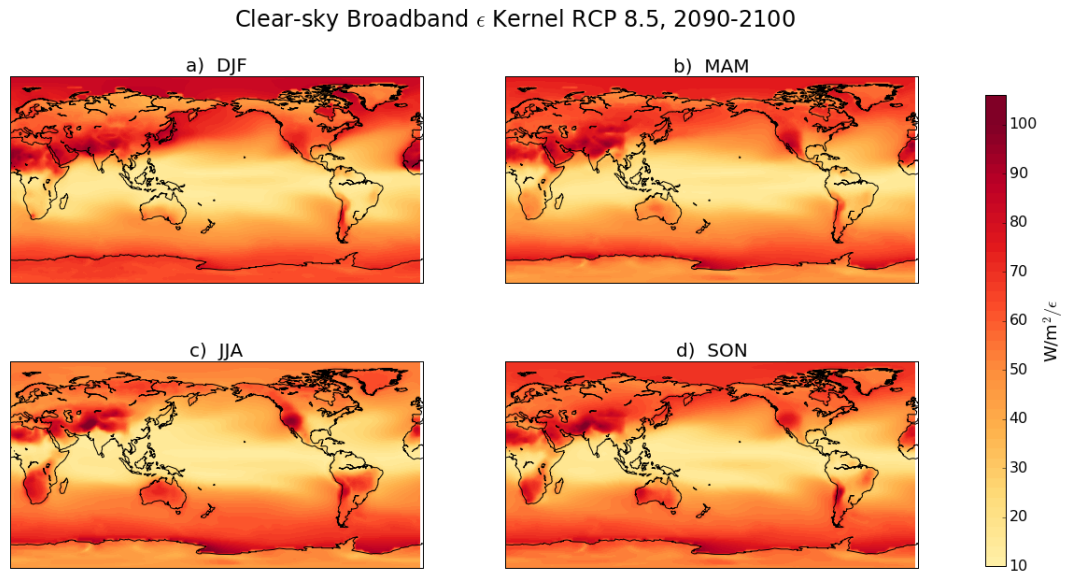 Clear-sky Broadband ϵ Kernel RCP 8.5, 2090-2100
a) DJF
b) MAM
c) JJA
d) SON
100
90
80
70
60
50
40
30
20
10
W/m²/ϵ